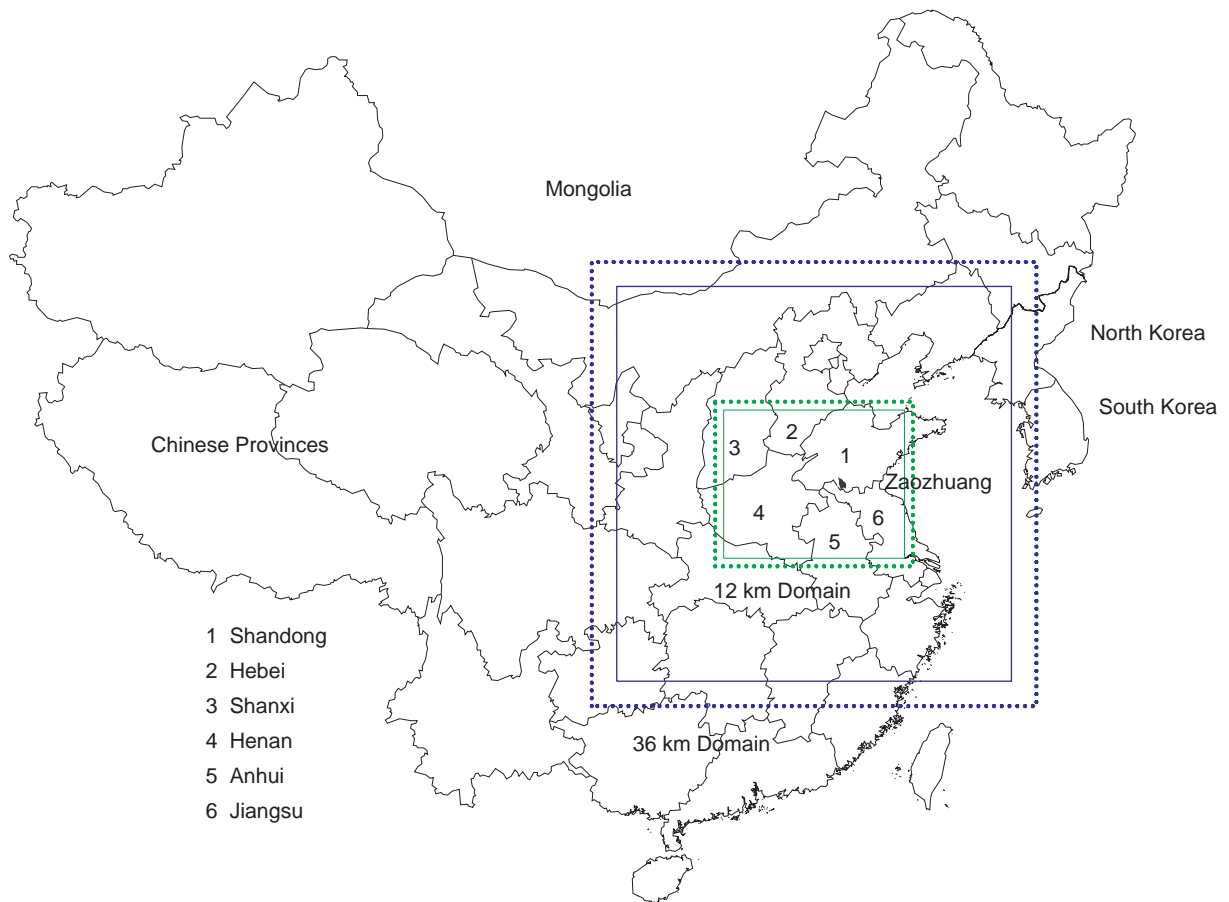 Mongolia
North Korea
South Korea
Chinese Provinces
2
3
1
Zaozhuang
4
6
5
12 km Domain
1 Shandong
2 Hebei
3 Shanxi
4 Henan
5 Anhui
6 Jiangsu
36 km Domain